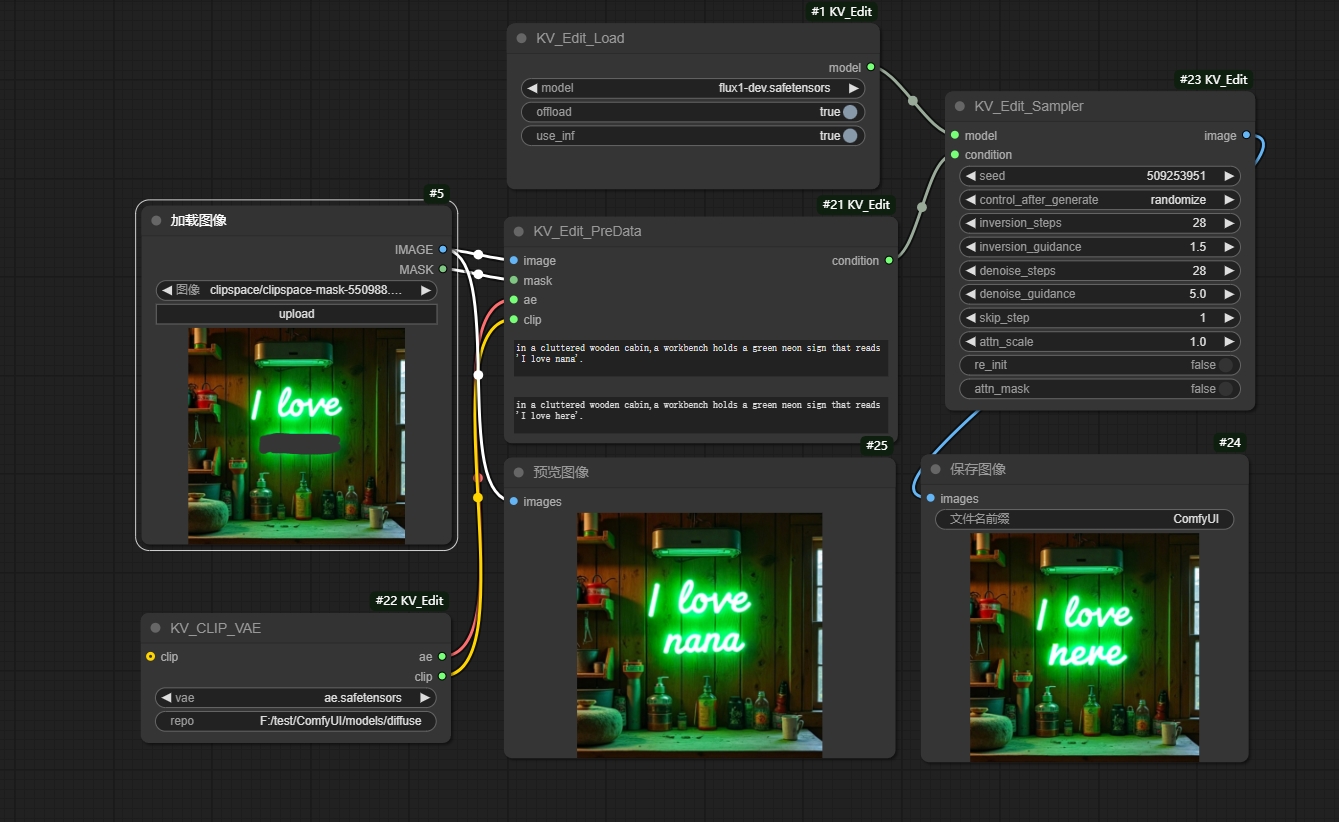 #1 KV_Edit
KV_Edit_Load
model
model flux1-dev.safetensors
offload true
use_inf true
#23 KV_Edit
KV_Edit_Sampler
model image
condition
seed 509253951
control_after_generate randomize
inversion_steps 28
inversion_guidance 1.5
denoise_steps 28
denoise_guidance 5.0
skip_step 1
attn_scale 1.0
re_init false
attn_mask false
#5
加载图像
IMAGE
MASK
图像 clipspace/clipspace-mask-550988....
upload
I love
#21 KV_Edit
KV_Edit_PreData
image condition
mask
ae
clip
in a cluttered wooden cabin,a workbench holds a green neon sign that reads
'I love nana'.
in a cluttered wooden cabin,a workbench holds a green neon sign that reads
'I love here'.
#25
预览图像
images
I love
nana
#24
保存图像
images
文件名前缀 ComfyUI
I love
here
#22 KV_Edit
KV_CLIP_VAE
clip ae
clip
vae ae.safetensors
repo F:/test/ComfyUI/models/diffuse